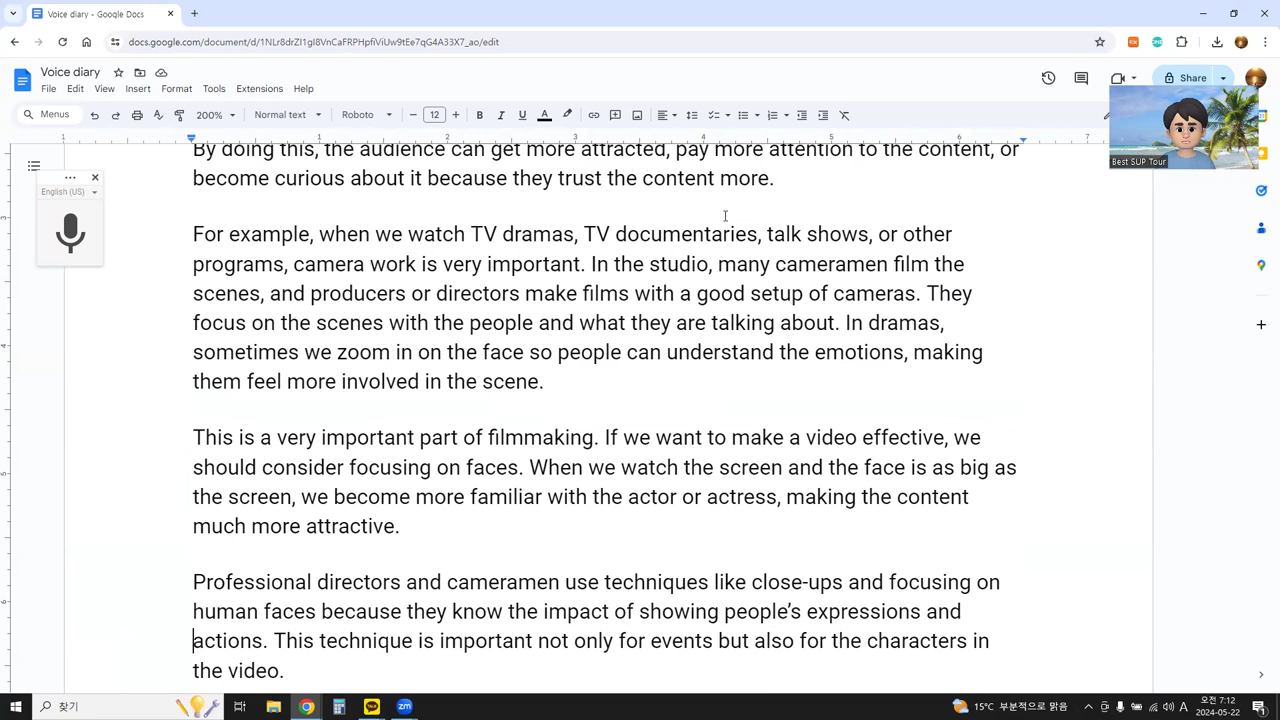 Voice diary - Google Docs
docs.google.com/document/d/1NLr8drZI1gI8VnCaFRPHpfiViUw9tEe7qG4A33X7_ao/edit
Voice diary
Share
File Edit View Insert Format Tools Extensions Help
Menus 200% Normal text Roboto 12
1 1 2 3 4 5 6 7
Best SUP Tour
English (US)
By doing this, the audience can get more attracted, pay more attention to the content, or
become curious about it because they trust the content more.
For example, when we watch TV dramas, TV documentaries, talk shows, or other
programs, camera work is very important. In the studio, many cameramen film the
scenes, and producers or directors make films with a good setup of cameras. They
focus on the scenes with the people and what they are talking about. In dramas,
sometimes we zoom in on the face so people can understand the emotions, making
them feel more involved in the scene.
This is a very important part of filmmaking. If we want to make a video effective, we
should consider focusing on faces. When we watch the screen and the face is as big as
the screen, we become more familiar with the actor or actress, making the content
much more attractive.
Professional directors and cameramen use techniques like close-ups and focusing on
human faces because they know the impact of showing people’s expressions and
actions. This technique is important not only for events but also for the characters in
the video.
찾기
15°C 부분적으로 맑음
A
오전 7:12
2024-05-22